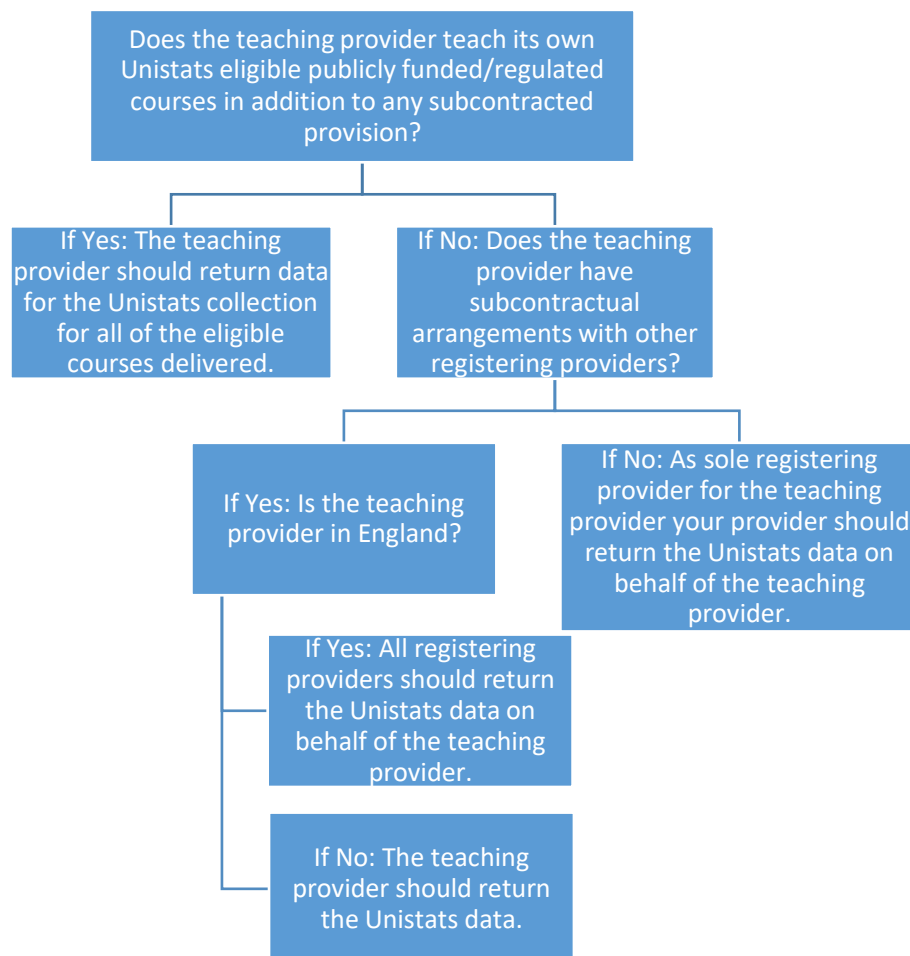 Does the teaching provider teach its own
Unistats eligible publicly funded/regulated
courses in addition to any subcontracted
provision?
If Yes: The teaching
provider should return data
for the Unistats collection
for all of the eligible
courses delivered.
If No: Does the teaching
provider have
subcontractual
arrangements with other
registering providers?
If Yes: Is the teaching
provider in England?
If No: As sole registering
provider for the teaching
provider your provider should
return the Unistats data on
behalf of the teaching
provider.
If Yes: All registering
providers should return
the Unistats data on
behalf of the teaching
provider.
If No: The teaching
provider should return
the Unistats data.